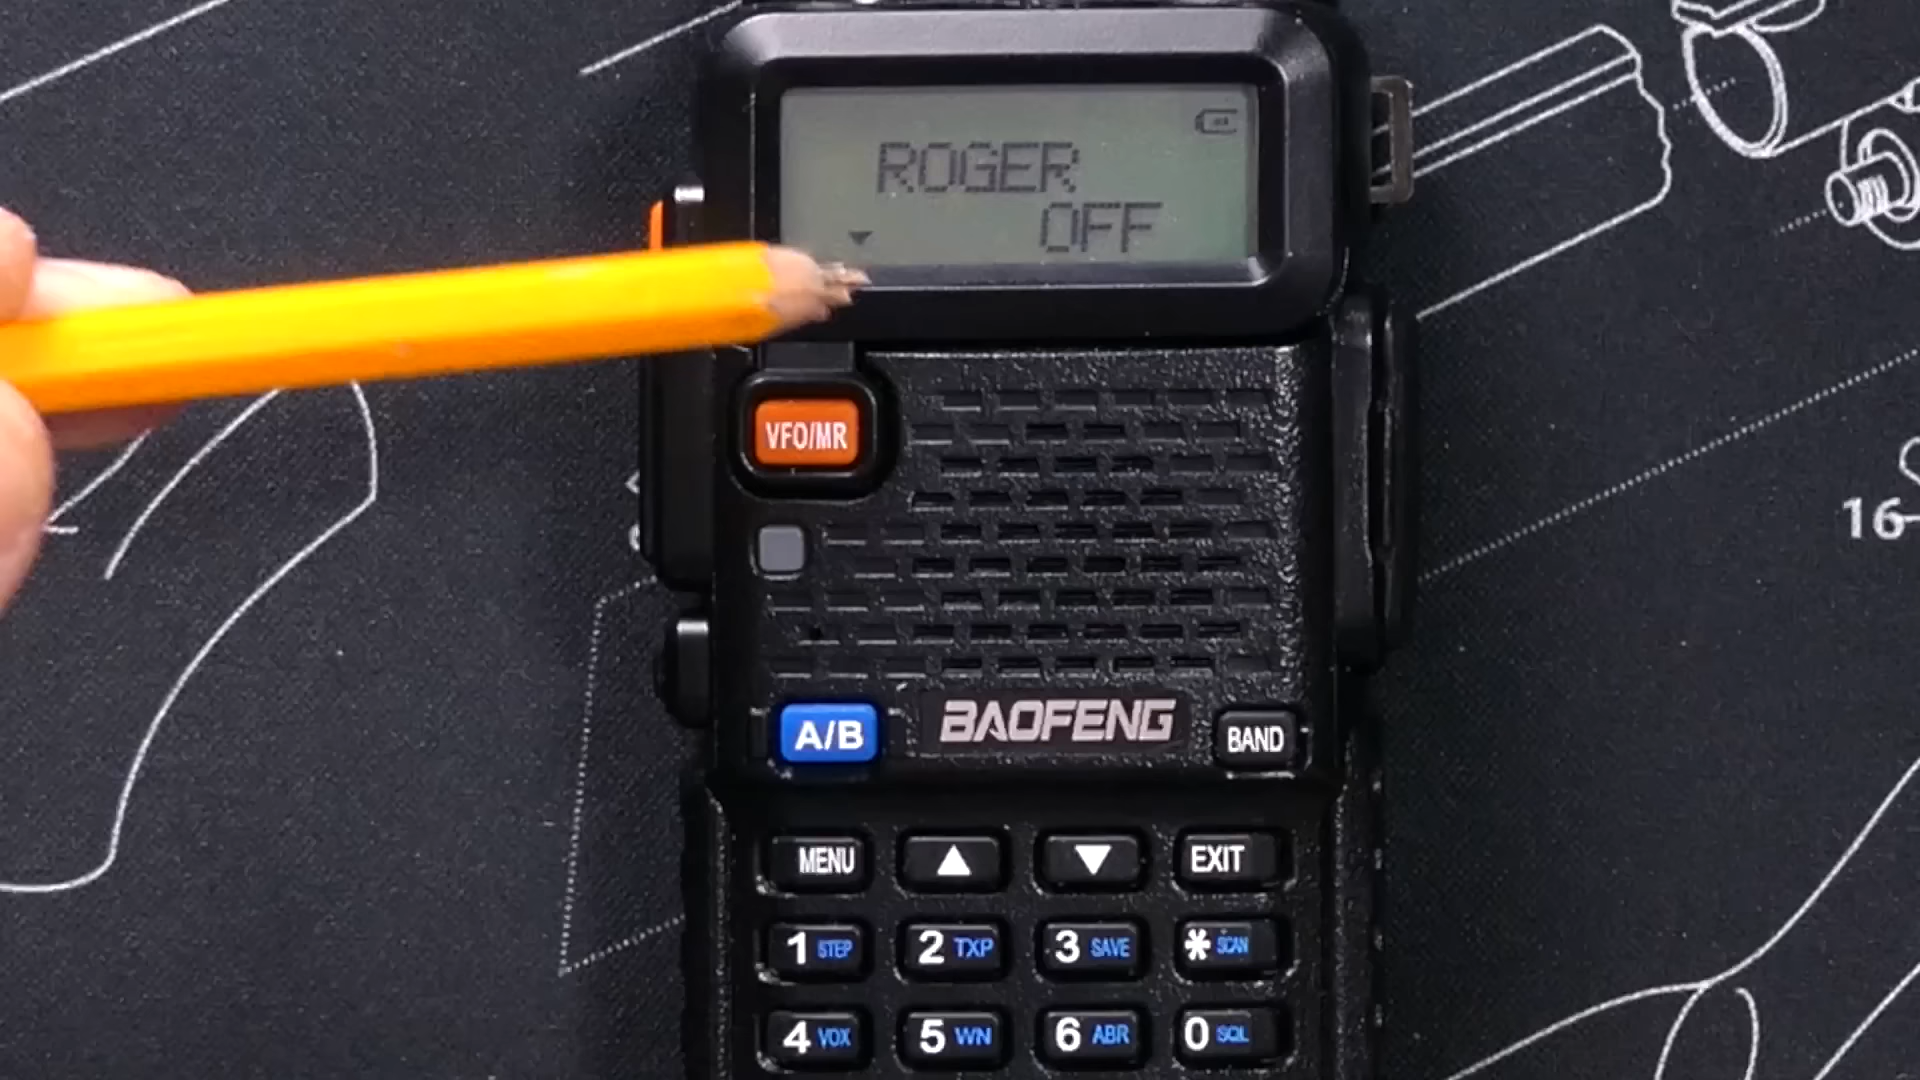 ROGER
OFF
VFO/MR
A/B
BAOFENG
BAND
MENU
EXIT
1 STEP
2 TXP
3 SAVE
* SCAN
4 VOX
5 WN
6 ABR
0 SQL
16